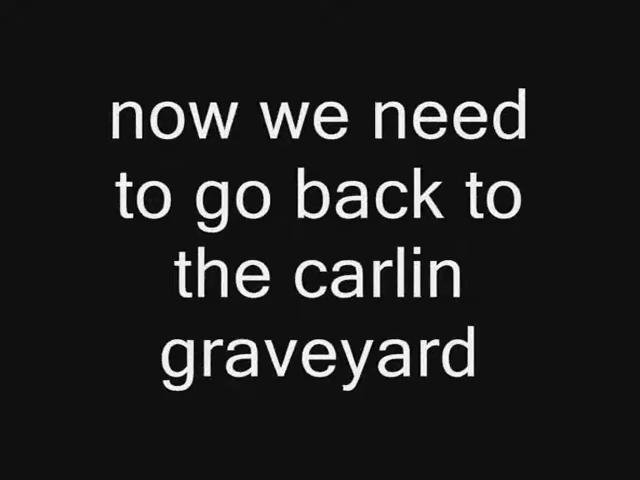 now we need
to go back to
the carlin
graveyard